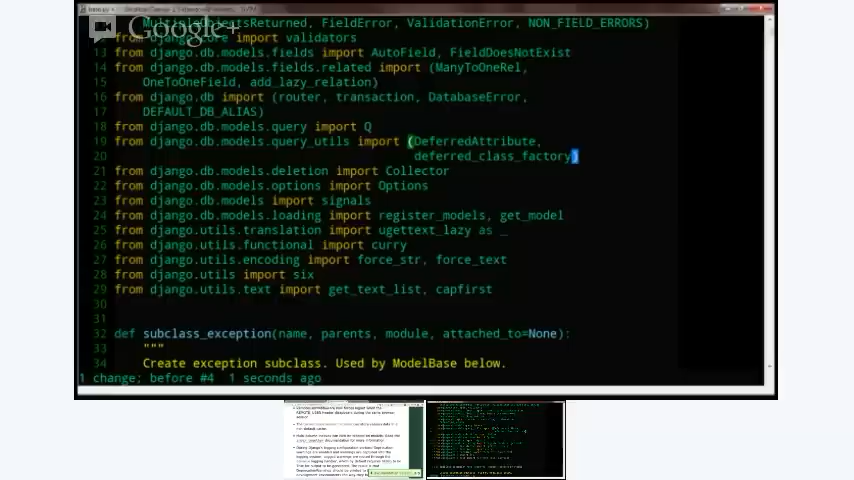 base.py
MultipleObjectsReturned, FieldError, ValidationError, NON_FIELD_ERRORS)
Google+
from django.core import validators
13 from django.db.models.fields import AutoField, FieldDoesNotExist
14 from django.db.models.fields.related import (ManyToOneRel,
15 OneToOneField, add_lazy_relation)
16 from django.db import (router, transaction, DatabaseError,
17 DEFAULT_DB_ALIAS)
18 from django.db.models.query import Q
19 from django.db.models.query_utils import (DeferredAttribute,
20 deferred_class_factory)
21 from django.db.models.deletion import Collector
22 from django.db.models.options import Options
23 from django.db.models import signals
24 from django.db.models.loading import register_models, get_model
25 from django.utils.translation import ugettext_lazy as _
26 from django.utils.functional import curry
27 from django.utils.encoding import force_str, force_text
28 from django.utils import six
29 from django.utils.text import get_text_list, capfirst
30
31
32 def subclass_exception(name, parents, module, attached_to=None):
33 """
34 Create exception subclass. Used by ModelBase below.
1 change; before #4 1 seconds ago